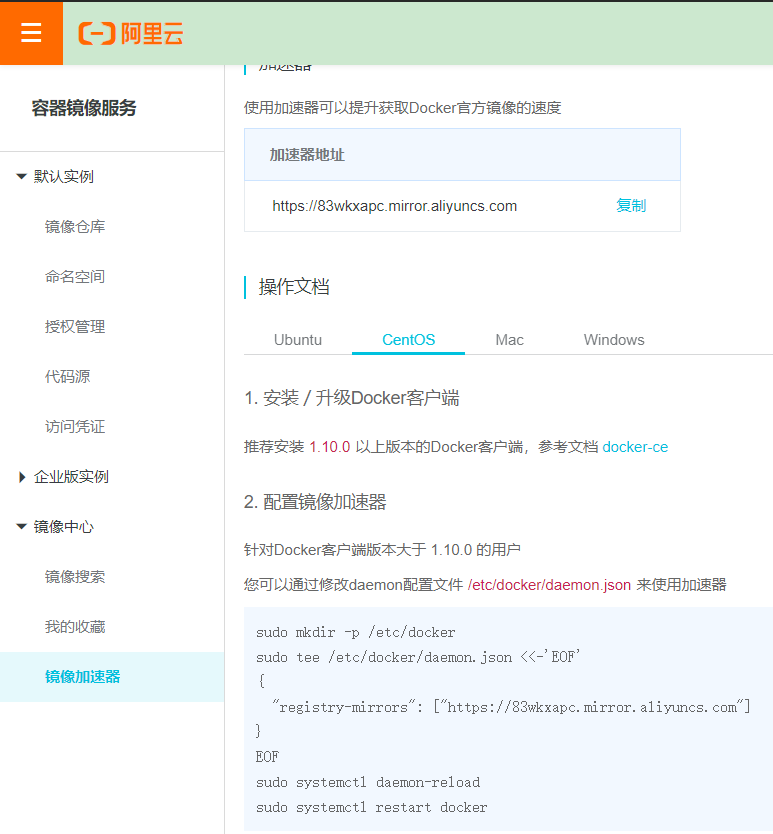 阿里云
容器镜像服务
默认实例
镜像仓库
命名空间
授权管理
代码源
访问凭证
企业版实例
镜像中心
镜像搜索
我的收藏
镜像加速器
加速器
使用加速器可以提升获取Docker官方镜像的速度
加速器地址
https://83wkxapc.mirror.aliyuncs.com 复制
操作文档
Ubuntu CentOS Mac Windows
1. 安装 / 升级Docker客户端
推荐安装 1.10.0 以上版本的Docker客户端，参考文档 docker-ce
2. 配置镜像加速器
针对Docker客户端版本大于 1.10.0 的用户
您可以通过修改daemon配置文件 /etc/docker/daemon.json 来使用加速器
sudo mkdir -p /etc/docker
sudo tee /etc/docker/daemon.json <<-'EOF'
{
  "registry-mirrors": ["https://83wkxapc.mirror.aliyuncs.com"]
}
EOF
sudo systemctl daemon-reload
sudo systemctl restart docker